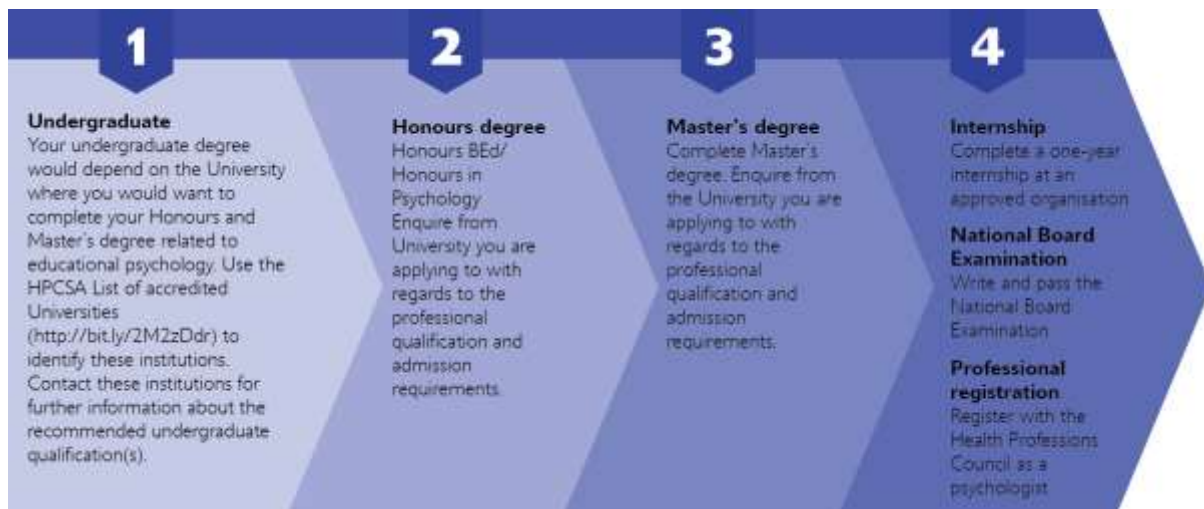 1
Undergraduate
Your undergraduate degree
would depend on the University
where you would want to
complete your Honours and
Master's degree related to
educational psychology. Use the
HPCSA List of accredited
Universities
(http://bit.ly/2M2zDdr) to
identify these institutions.
Contact these institutions for
further information about the
recommended undergraduate
qualification(s).
2
Honours degree
Honours BEd/
Honours in
Psychology
Enquire from
University you are
applying to with
regards to the
professional
qualification and
admission
requirements.
3
Master's degree
Complete Master's
degree. Enquire from
the University you are
applying to with
regards to the
professional
qualification and
admission
requirements.
4
Internship
Complete a one-year
internship at an
approved organisation
National Board
Examination
Write and pass the
National Board
Examination
Professional
registration
Register with the
Health Professions
Council as a
psychologist